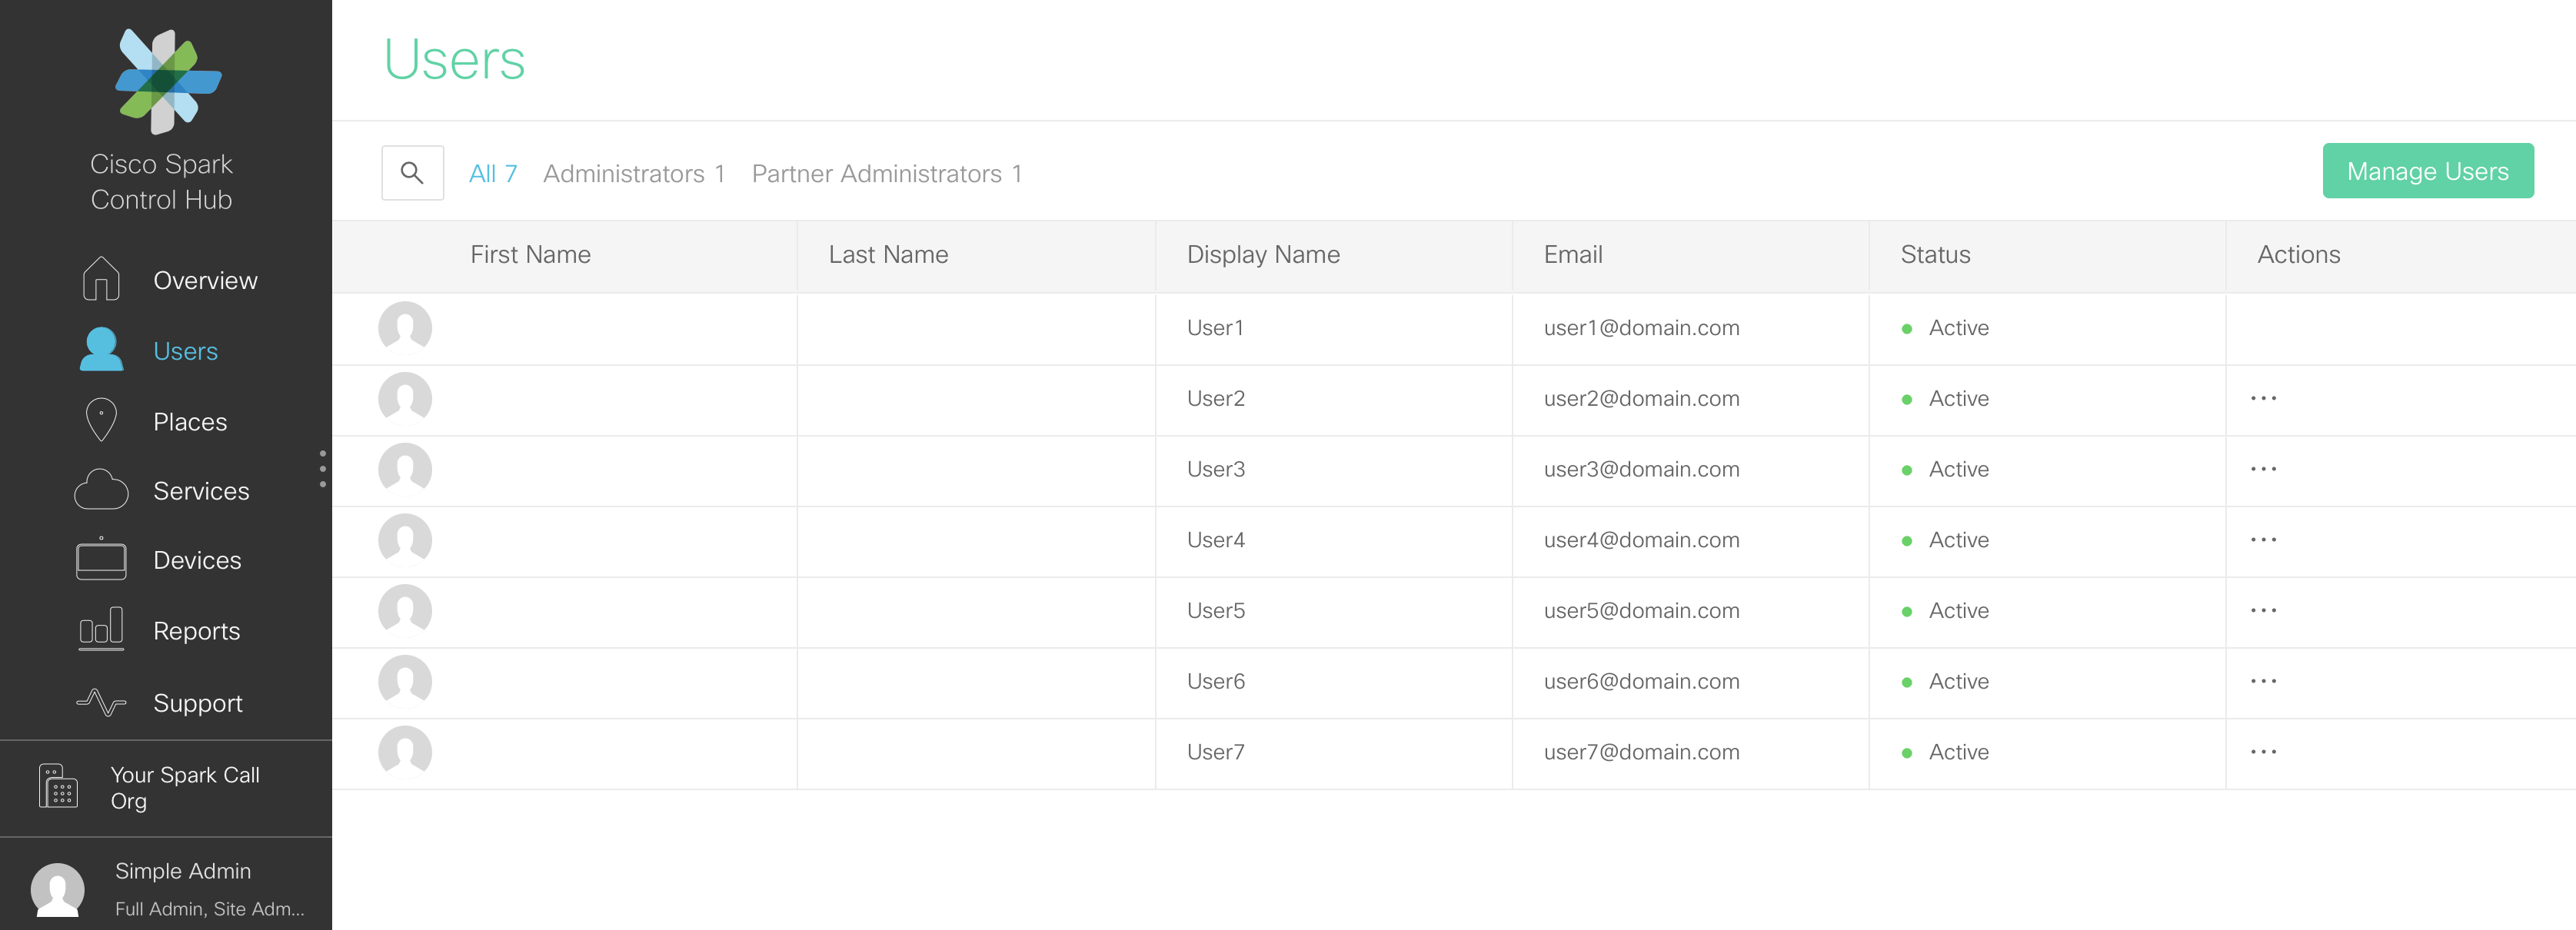 Cisco Spark
Control Hub
Overview
Users
Places
Services
Devices
Reports
Support
Your Spark Call
Org
Simple Admin
Full Admin, Site Adm...
Users
All 7 Administrators 1 Partner Administrators 1
Manage Users
First Name Last Name Display Name Email Status Actions
User1 user1@domain.com Active
User2 user2@domain.com Active ...
User3 user3@domain.com Active ...
User4 user4@domain.com Active ...
User5 user5@domain.com Active ...
User6 user6@domain.com Active ...
User7 user7@domain.com Active ...